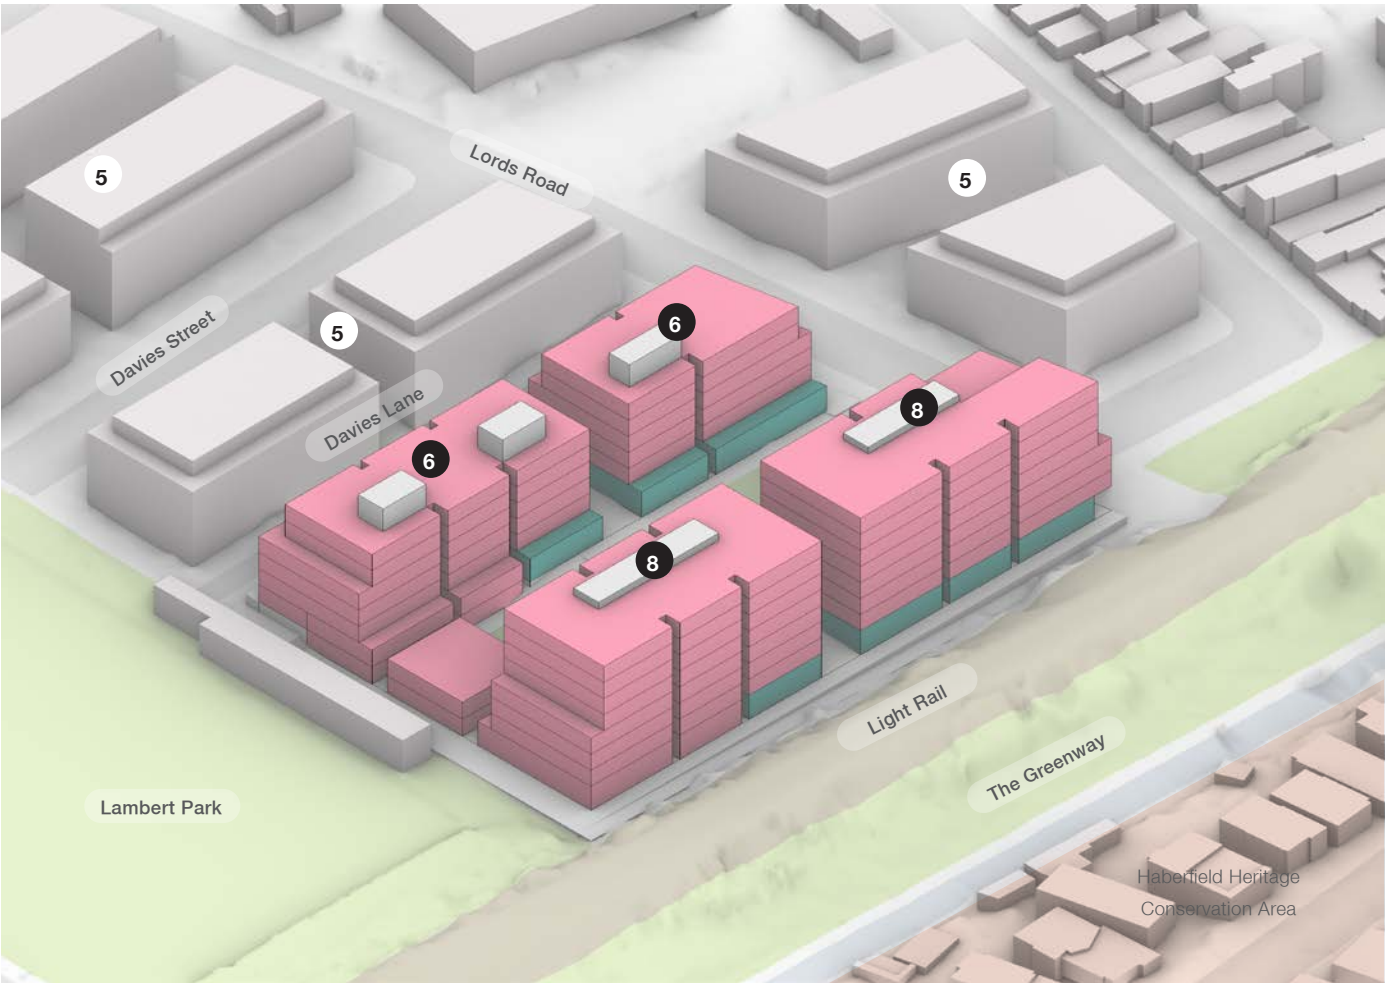 Lords Road
5
5
Davies Street
5
6
Davies Lane
6
8
8
Light Rail
The Greenway
Lambert Park
Haberfield Heritage
Conservation Area